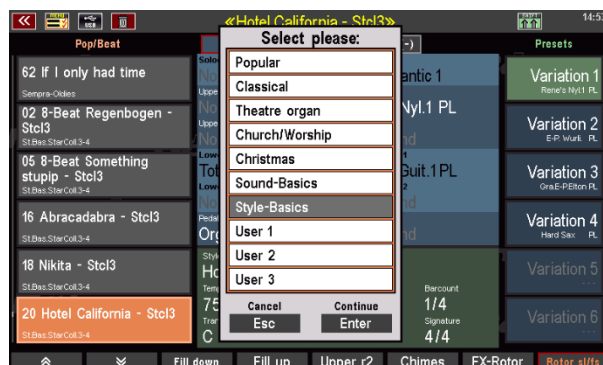 «Hotel California - Stcl3»
14:53
USB
SHIFT
Pop/Beat
Presets
62 If I only had time
Sempre-Oldies
02 8-Beat Regenbogen -
Stcl3
St.Bas.StarColl.3-4
05 8-Beat Something
stupip - Stcl3
St.Bas.StarColl.3-4
16 Abracadabra - Stcl3
St.Bas.StarColl.3-4
18 Nikita - Stcl3
St.Bas.StarColl.3-4
20 Hotel California - Stcl3
St.Bas.StarColl.3-4
Select please:
Popular
Classical
Theatre organ
Church/Worship
Christmas
Sound-Basics
Style-Basics
User 1
User 2
User 3
Cancel
Continue
Esc
Enter
(-)
antic 1
Nyl.1 PL
Guit.1 PL
Barcount
1/4
Signature
4/4
75
C
Variation 1
Rene's Nyl.1 PL
Variation 2
E-P. Wurli PL
Variation 3
Gra.E-P.Elton PL
Variation 4
Hard Sax PL
Variation 5
---
Variation 6
---
Fill down
Fill up
Upper r2
Chimes
FX-Rotor
Rotor sl/fs